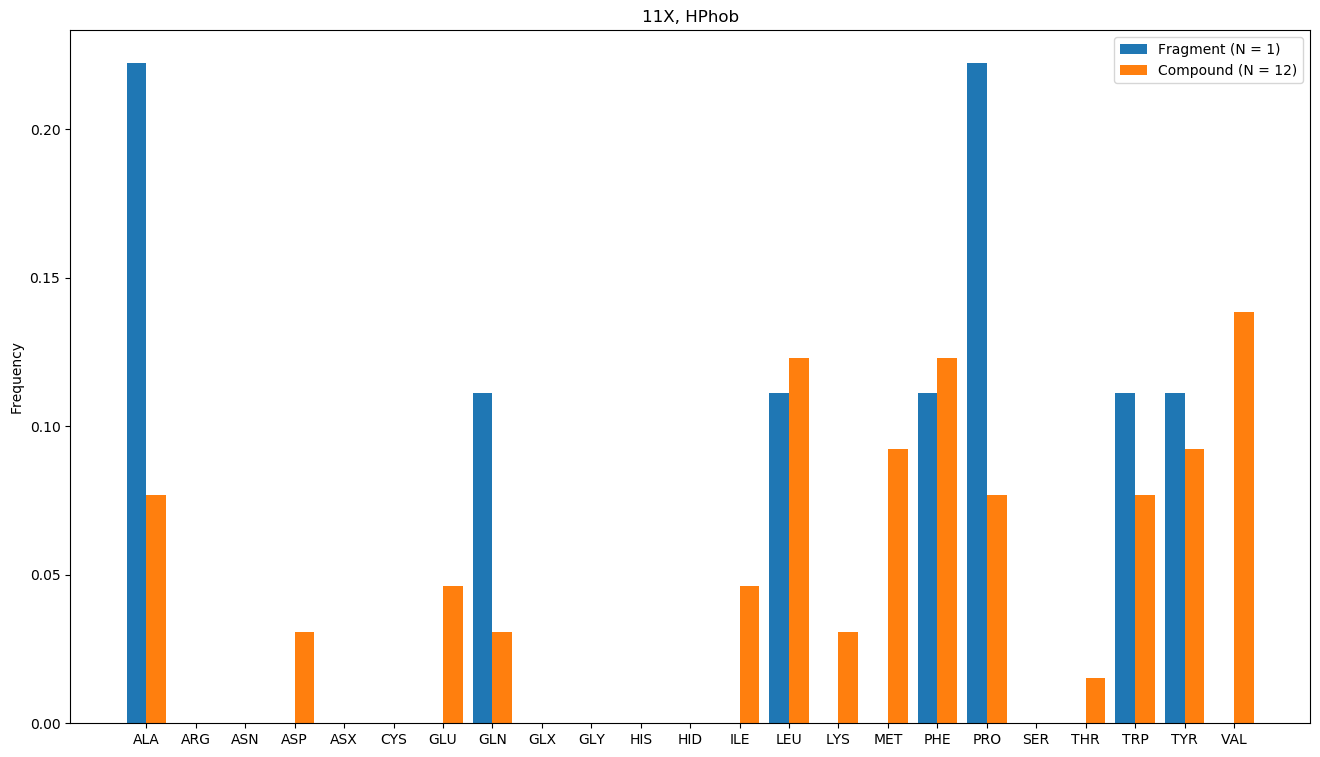 11X, HPhob
Fragment (N = 1)
Compound (N = 12)
Frequency
0.20
0.15
0.10
0.05
0.00
ALA ARG ASN ASP ASX CYS GLU GLN GLX GLY HIS HID ILE LEU LYS MET PHE PRO SER THR TRP TYR VAL